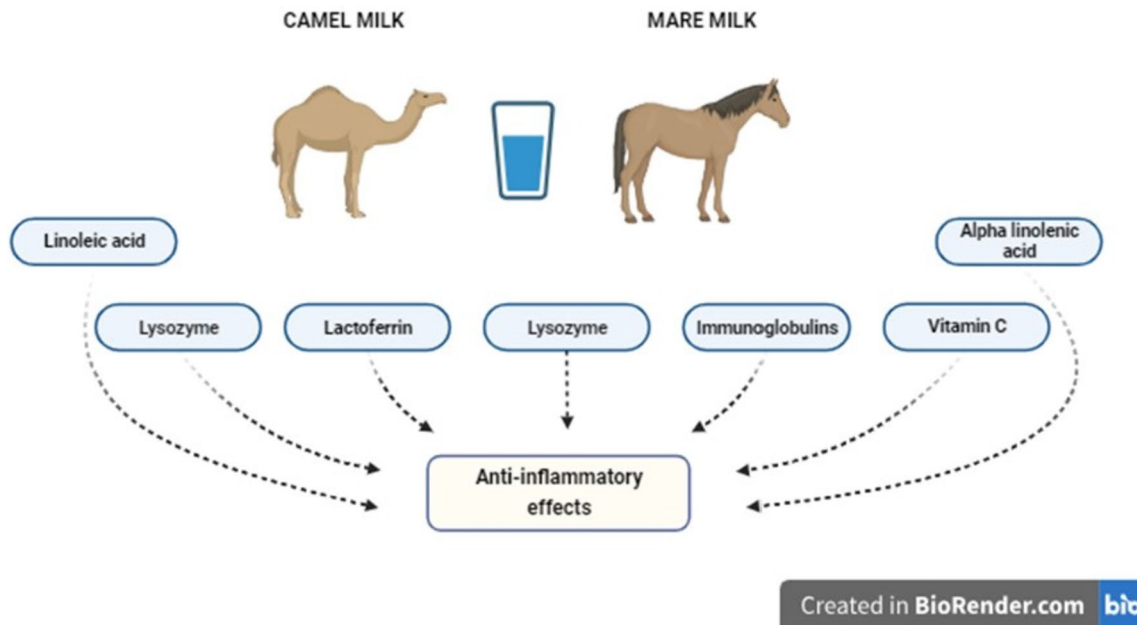 CAMEL MILK
MARE MILK
Linoleic acid
Alpha linolenic
acid
Lysozyme
Lactoferrin
Lysozyme
Immunoglobulins
Vitamin C
Anti-inflammatory
effects
Created in BioRender.com
bio